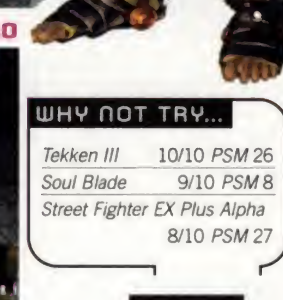 WHY NOT TRY...
Tekken III 10/10 PSM 26
Soul Blade 9/10 PSM 8
Street Fighter EX Plus Alpha
8/10 PSM 27